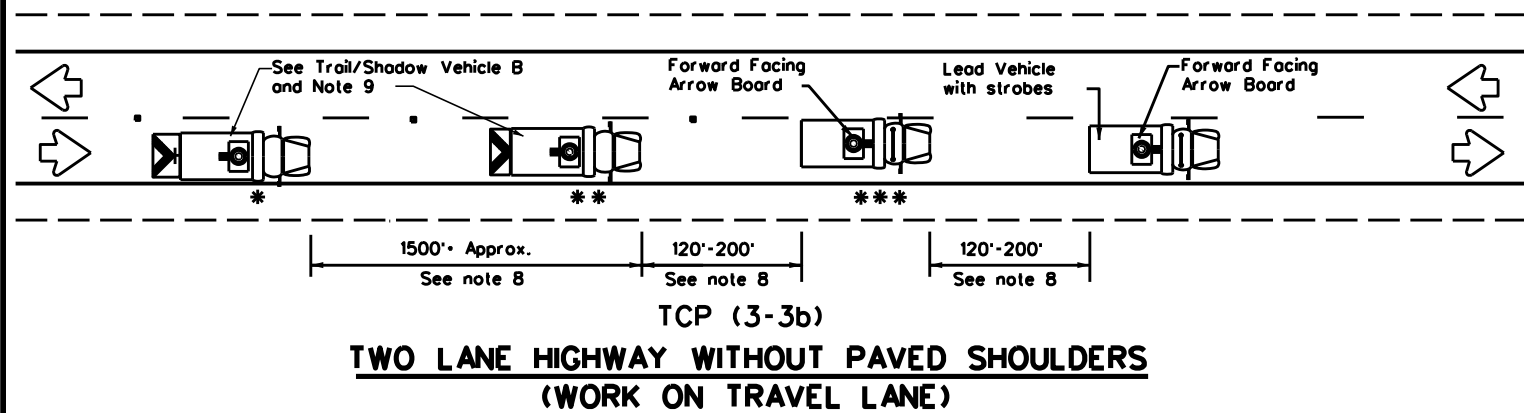 See Trail/Shadow Vehicle B
and Note 9
Forward Facing
Arrow Board
Lead Vehicle
with strobes
Forward Facing
Arrow Board
*
**
***
1500'+ Approx.
120'-200'
120'-200'
See note 8
See note 8
See note 8
TCP (3-3b)
TWO LANE HIGHWAY WITHOUT PAVED SHOULDERS
(WORK ON TRAVEL LANE)